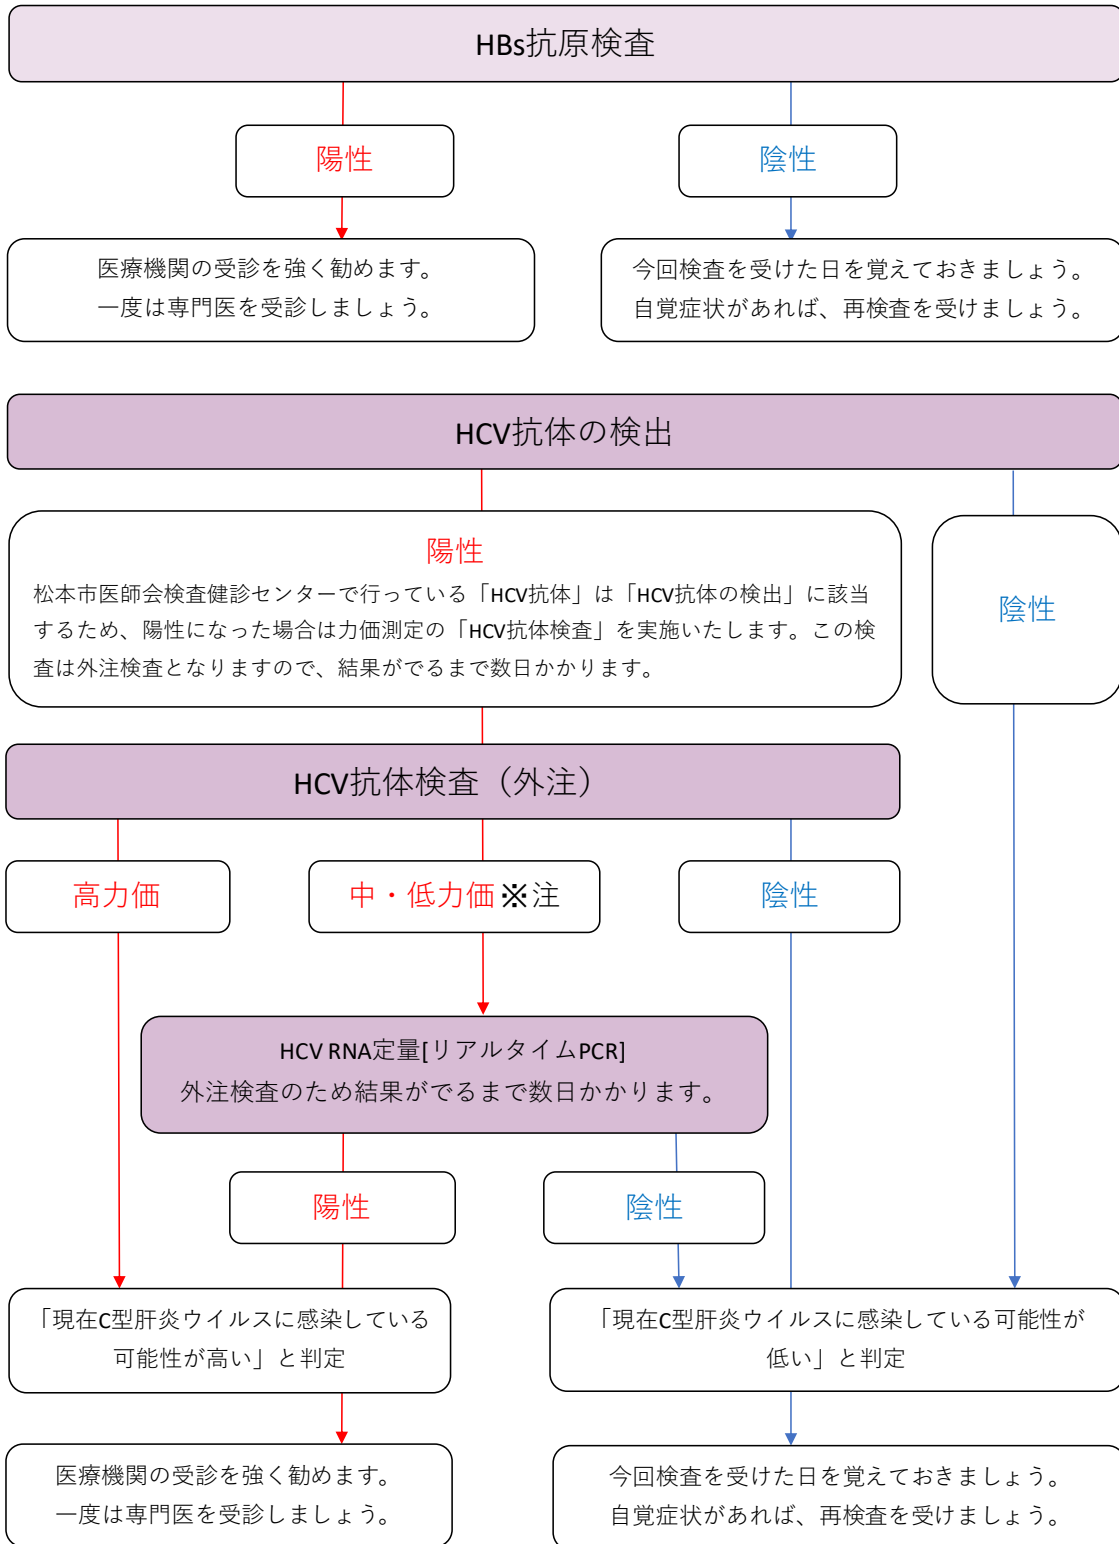 HBs抗原検査
陽性
陰性
医療機関の受診を強く勧めます。
一度は専門医を受診しましょう。
今回検査を受けた日を覚えておきましょう。
自覚症状があれば、再検査を受けましょう。
HCV抗体の検出
陽性
松本市医師会検査健診センターで行っている「HCV抗体」は「HCV抗体の検出」に該当
するため、陽性になった場合は力価測定の「HCV抗体検査」を実施いたします。この検
査は外注検査となりますので、結果がでるまで数日かかります。
陰性
HCV抗体検査（外注）
高力価
中・低力価※注
陰性
HCV RNA定量[リアルタイムPCR]
外注検査のため結果がでるまで数日かかります。
陽性
陰性
「現在C型肝炎ウイルスに感染している
可能性が高い」と判定
「現在C型肝炎ウイルスに感染している可能性が
低い」と判定
医療機関の受診を強く勧めます。
一度は専門医を受診しましょう。
今回検査を受けた日を覚えておきましょう。
自覚症状があれば、再検査を受けましょう。